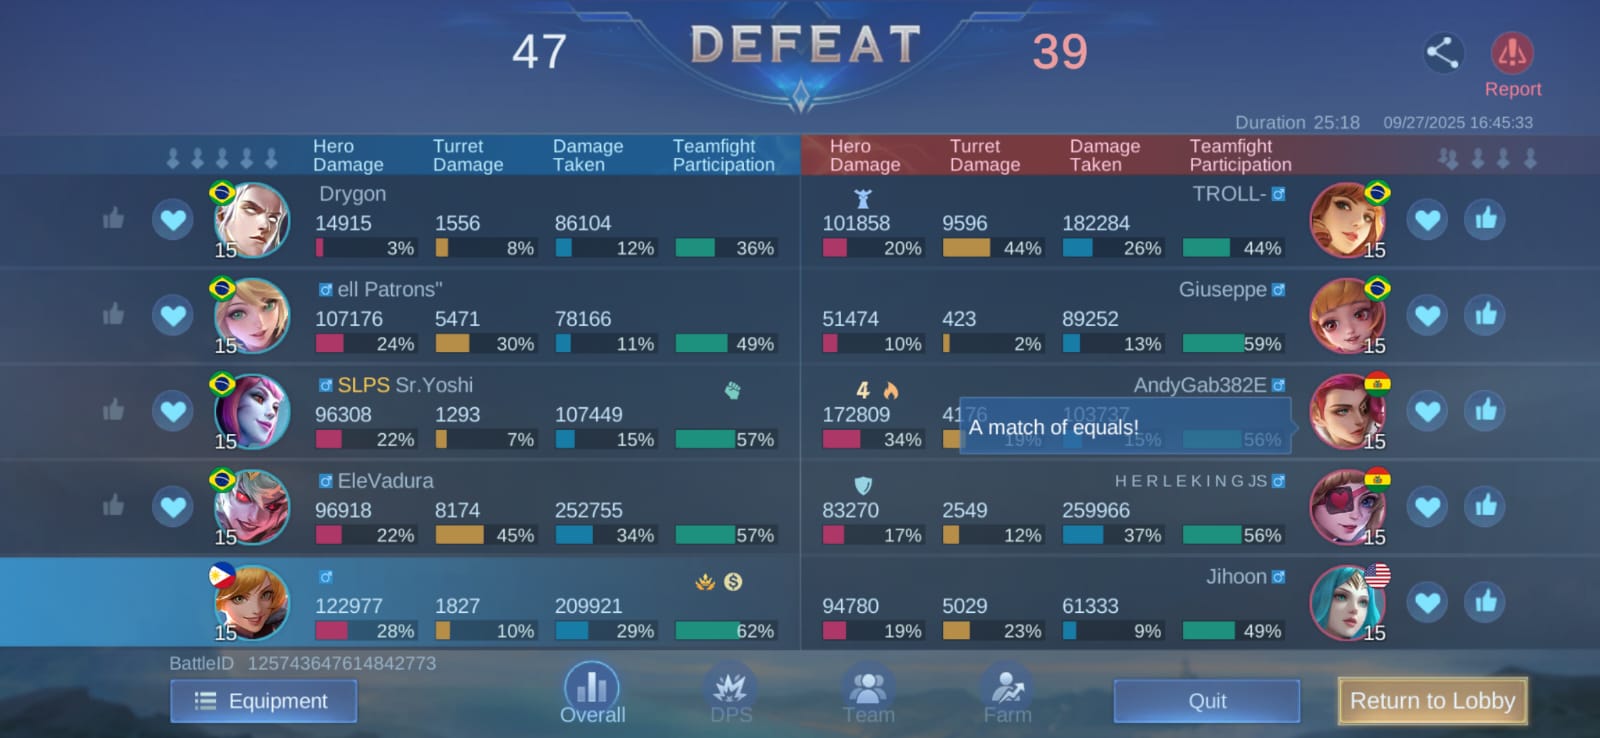 47 DEFEAT 39
Report
Duration 25:18 09/27/2025 16:45:33
Hero Damage Turret Damage Damage Taken Teamfight Participation Hero Damage Turret Damage Damage Taken Teamfight Participation
Drygon TROLL-
14915 1556 86104 101858 9596 182284
15 3% 8% 12% 36% 20% 44% 26% 44% 15
ell Patrons" Giuseppe
107176 5471 78166 51474 423 89252
15 24% 30% 11% 49% 10% 2% 13% 59% 15
SLPS Sr.Yoshi 4 AndyGab382E
96308 1293 107449 172809 4176 103737
A match of equals!
15 22% 7% 15% 57% 34% 19% 15% 56% 15
EleVadura H E R L E K I N G JS
96918 8174 252755 83270 2549 259966
15 22% 45% 34% 57% 17% 12% 37% 56% 15
$ Jihoon
122977 1827 209921 94780 5029 61333
15 28% 10% 29% 62% 19% 23% 9% 49% 15
BattleID 125743647614842773
Equipment Overall DPS Team Farm Quit Return to Lobby